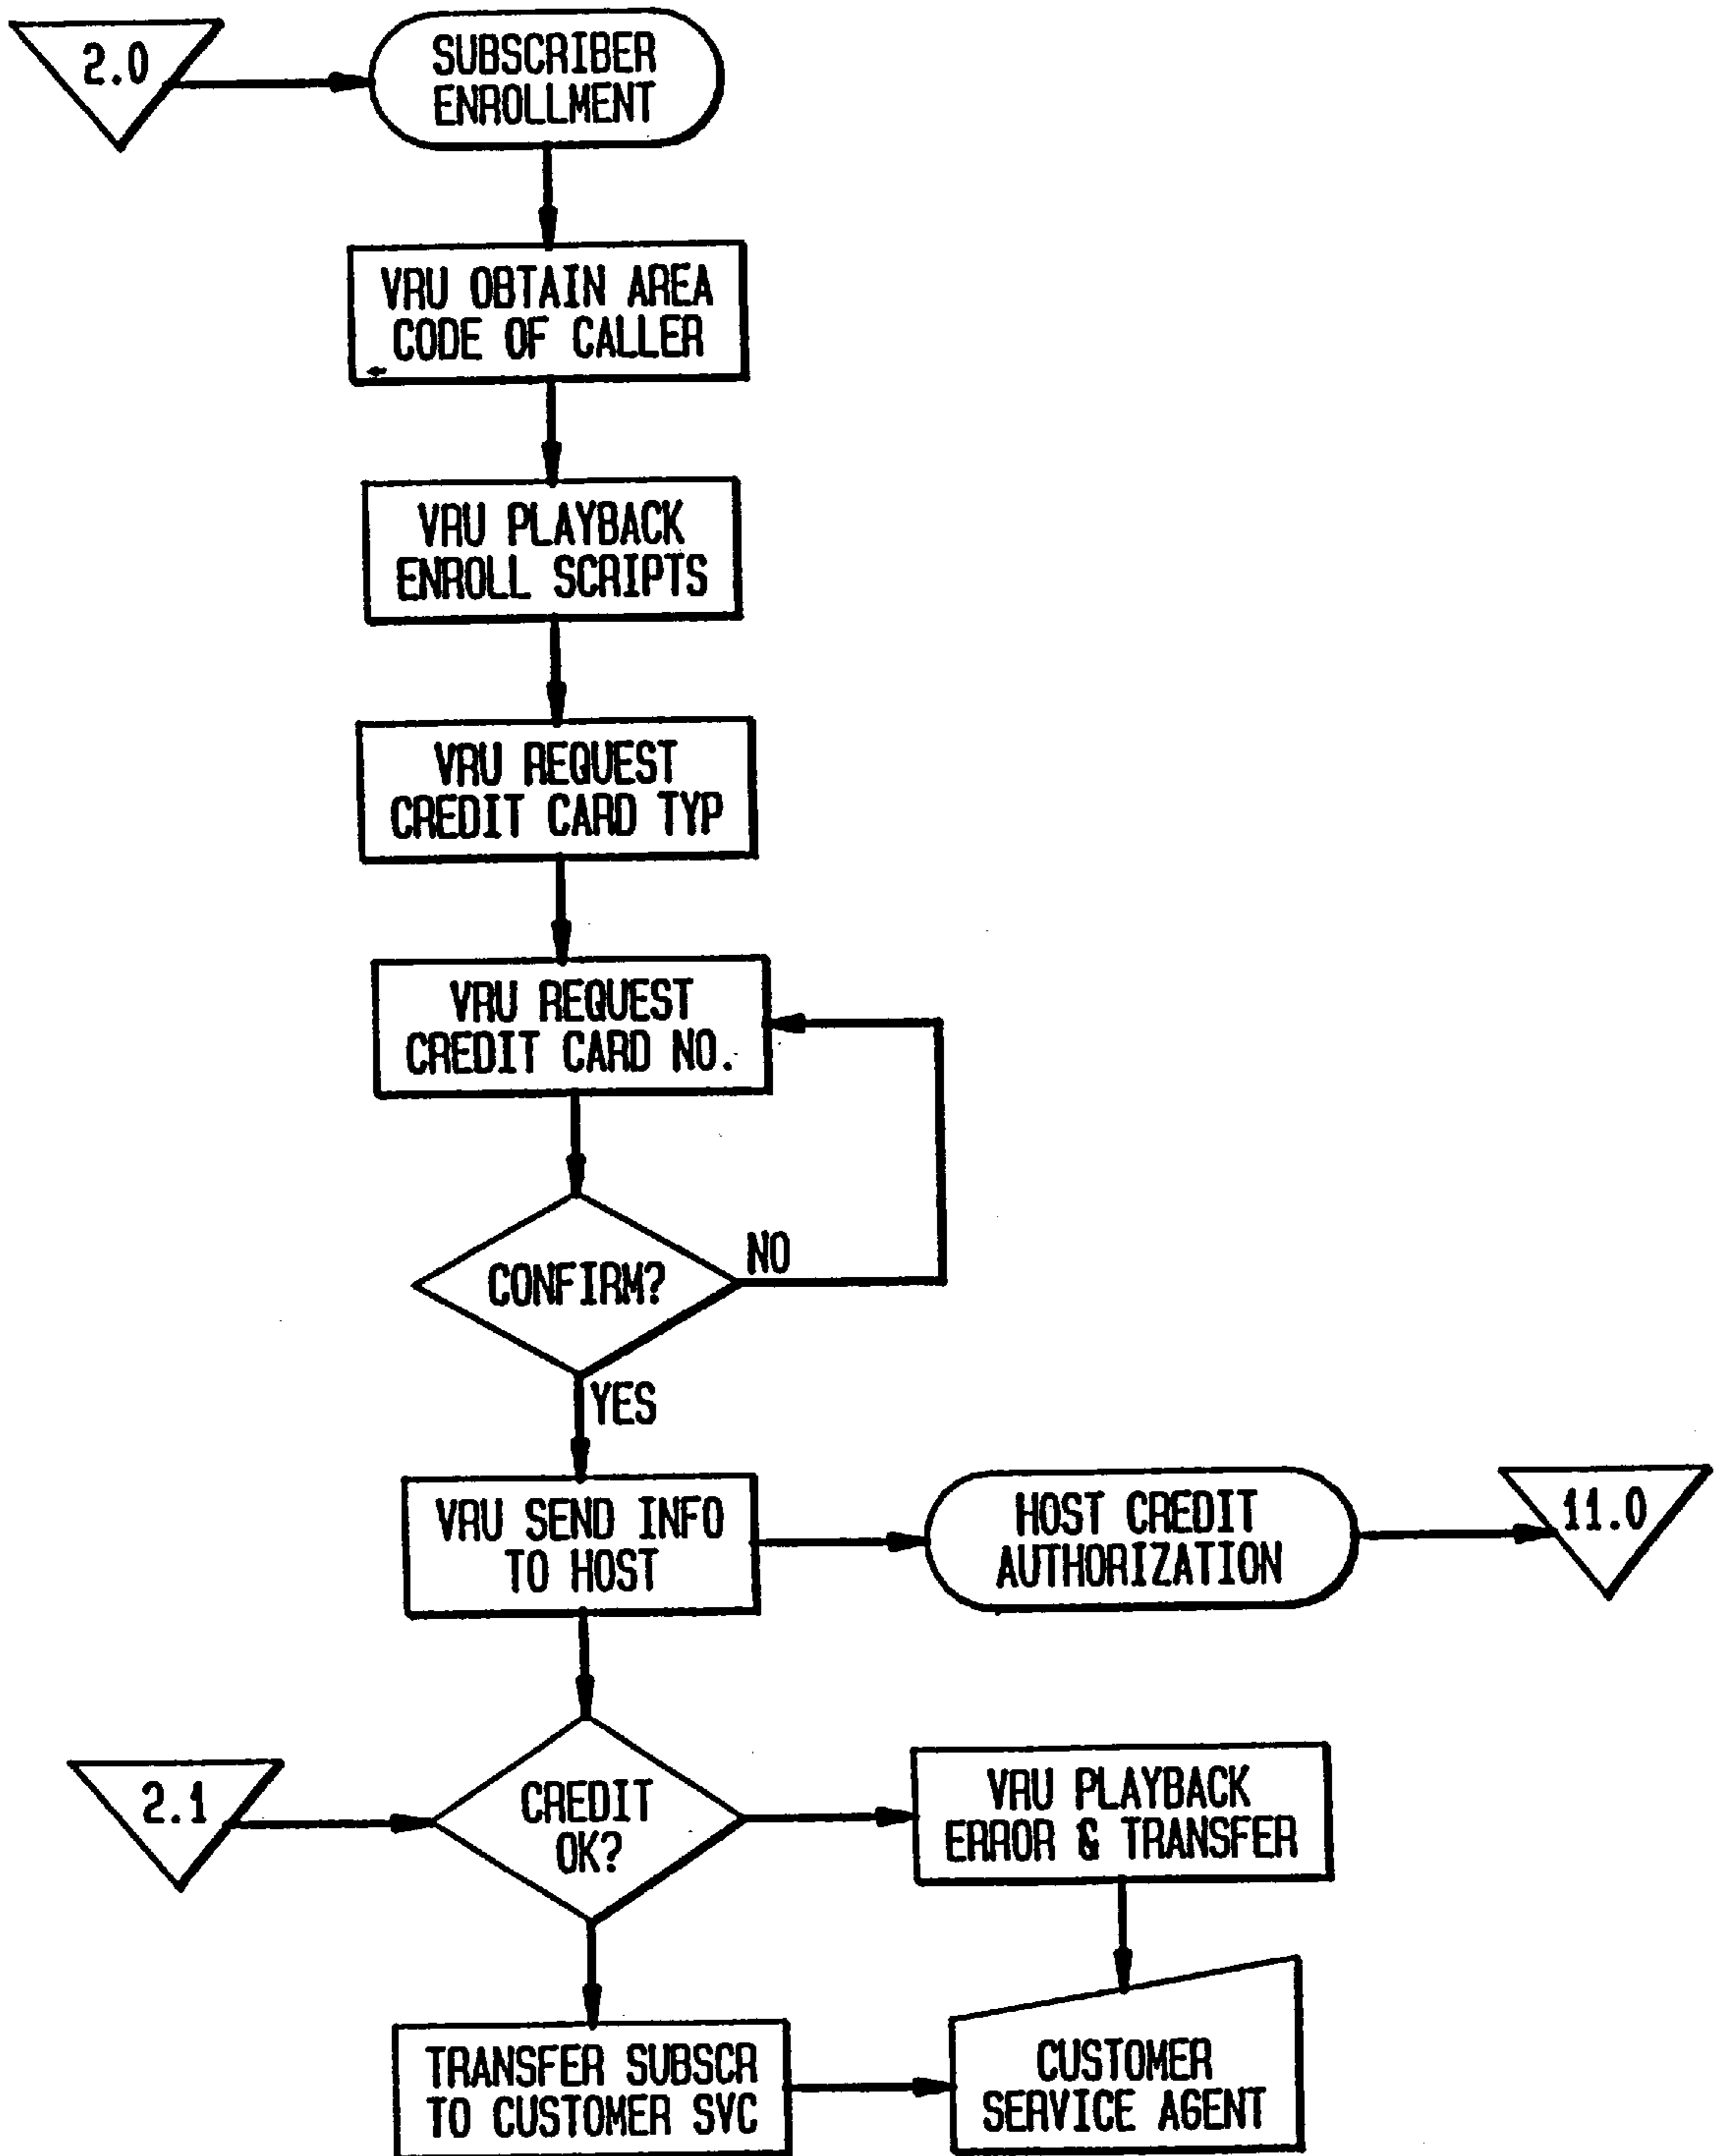 2.0
SUBSCRIBER
ENROLLMENT
VRU OBTAIN AREA
CODE OF CALLER
VRU PLAYBACK
ENROLL SCRIPTS
VRU REQUEST
CREDIT CARD TYP
VRU REQUEST
CREDIT CARD NO.
CONFIRM?
NO
YES
VRU SEND INFO
TO HOST
HOST CREDIT
AUTHORIZATION
11.0
2.1
CREDIT
OK?
VRU PLAYBACK
ERROR & TRANSFER
TRANSFER SUBSCR
TO CUSTOMER SVC
CUSTOMER
SERVICE AGENT